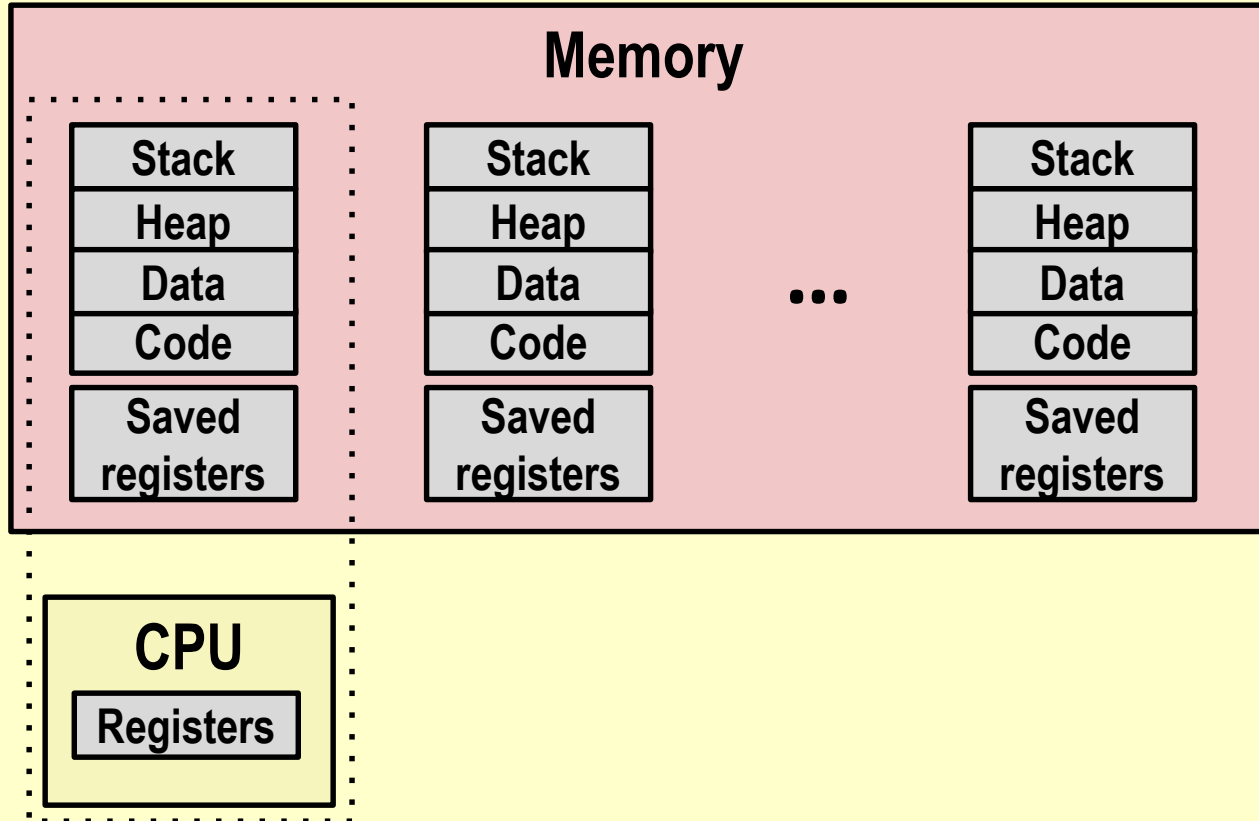 Memory
Stack
Heap
Data
Code
Saved
registers
Stack
Heap
Data
Code
Saved
registers
...
Stack
Heap
Data
Code
Saved
registers
CPU
Registers